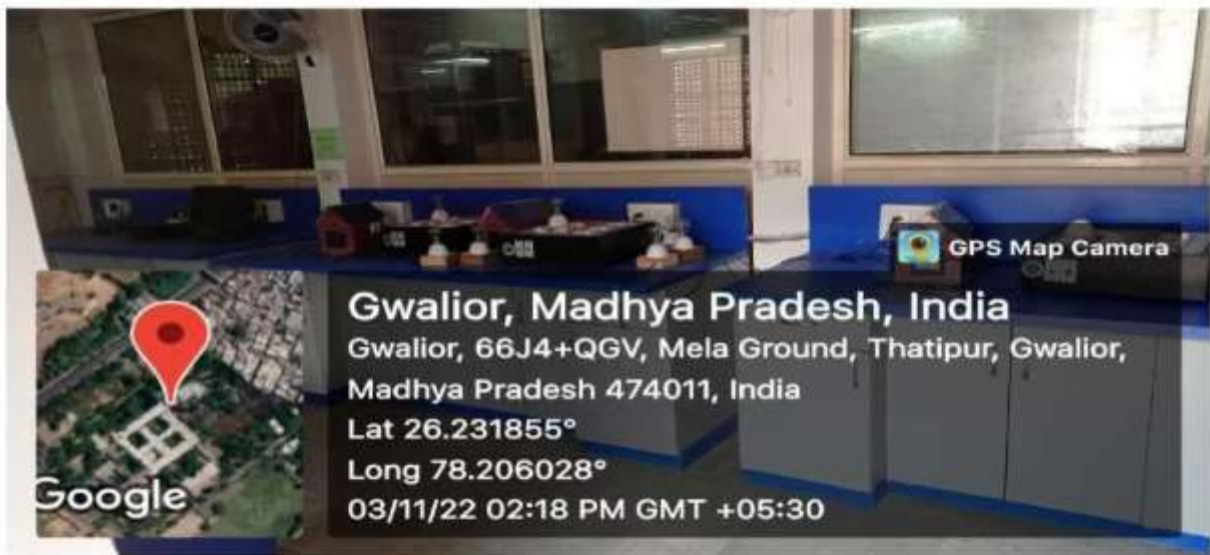 GPS Map Camera
Gwalior, Madhya Pradesh, India
Gwalior, 66J4+QGV, Mela Ground, Thatipur, Gwalior,
Madhya Pradesh 474011, India
Lat 26.231855°
Long 78.206028°
03/11/22 02:18 PM GMT +05:30
Google